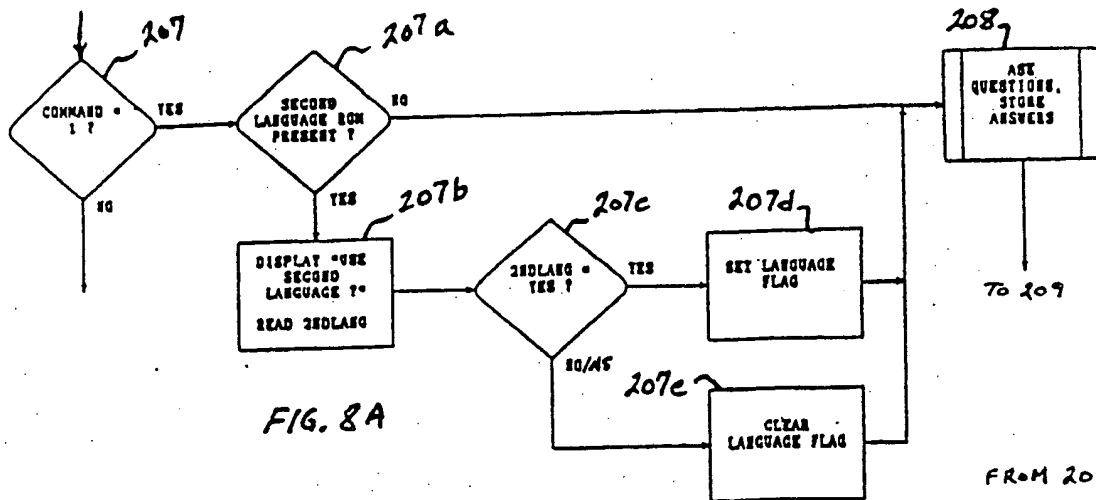 207
COMMAND =
1 ?
YES
NO
207a
SECOND
LANGUAGE ROM
PRESENT ?
NO
YES
208
ASK
QUESTIONS,
STORE
ANSWERS
TO 209
207b
DISPLAY "USE
SECOND
LANGUAGE ?"
READ 2NDLANG
207c
2NDLANG =
YES ?
YES
NO/NS
207d
SET LANGUAGE
FLAG
207e
CLEAR
LANGUAGE FLAG
FIG. 8A
FROM 20